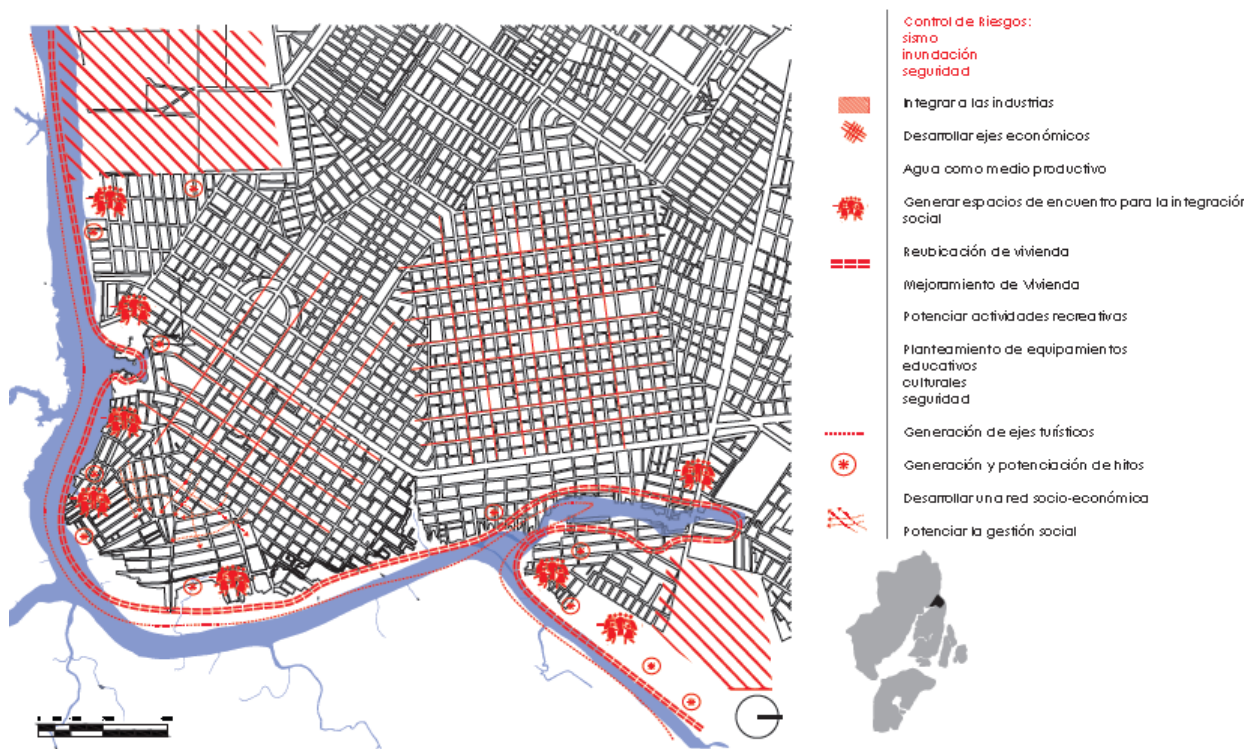 Control de Riesgos:
sismo
inundación
seguridad
Integrar a las industrias
Desarrollar ejes económicos
Agua como medio productivo
Generar espacios de encuentro para la integración
social
Reubicación de vivienda
Mejoramiento de Vivienda
Potenciar actividades recreativas
Planteamiento de equipamientos
educativos
culturales
seguridad
Generación de ejes turísticos
Generación y potenciación de hitos
Desarrollar una red socio-económica
Potenciar la gestión social